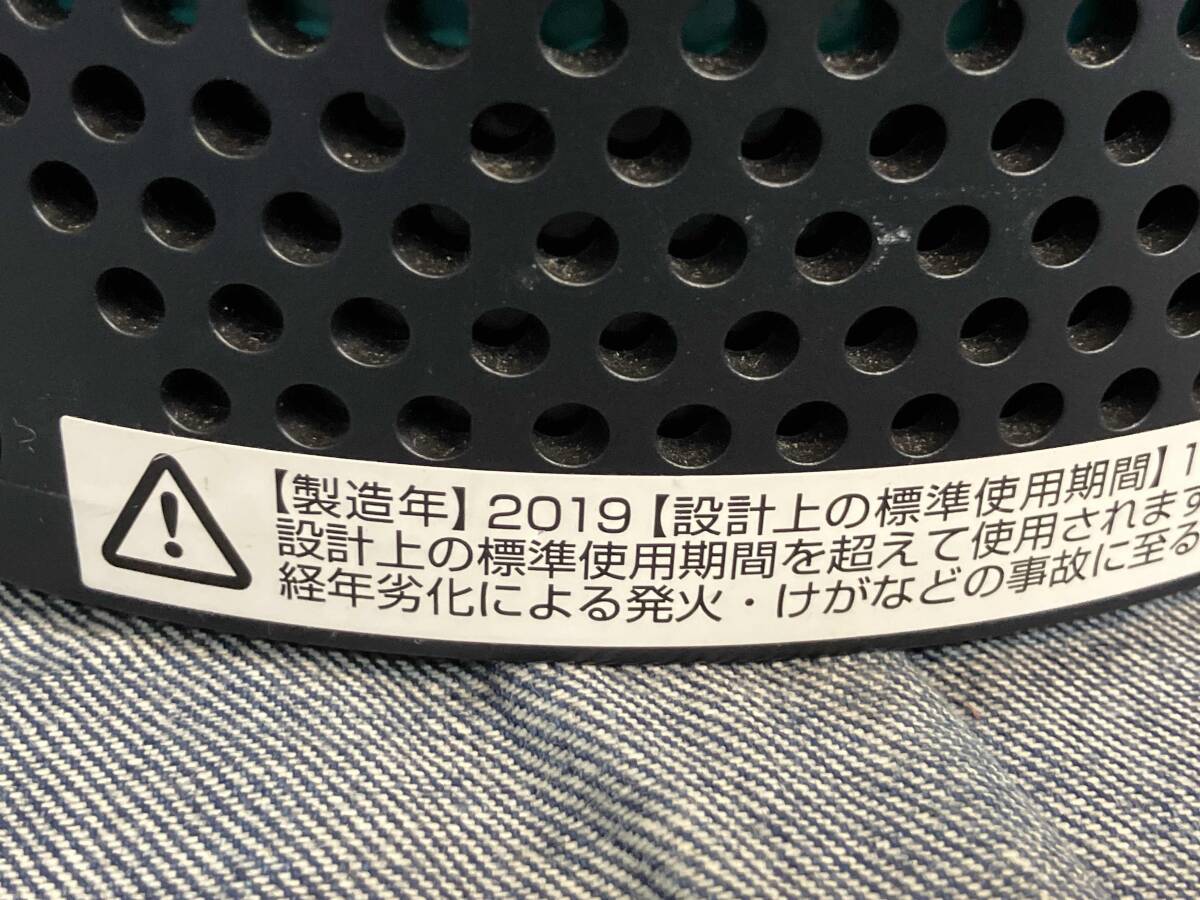 【製造年】2019【設計上の標準使用期間】1
設計上の標準使用期間を超えて使用されます
経年劣化による発火・けがなどの事故に至る